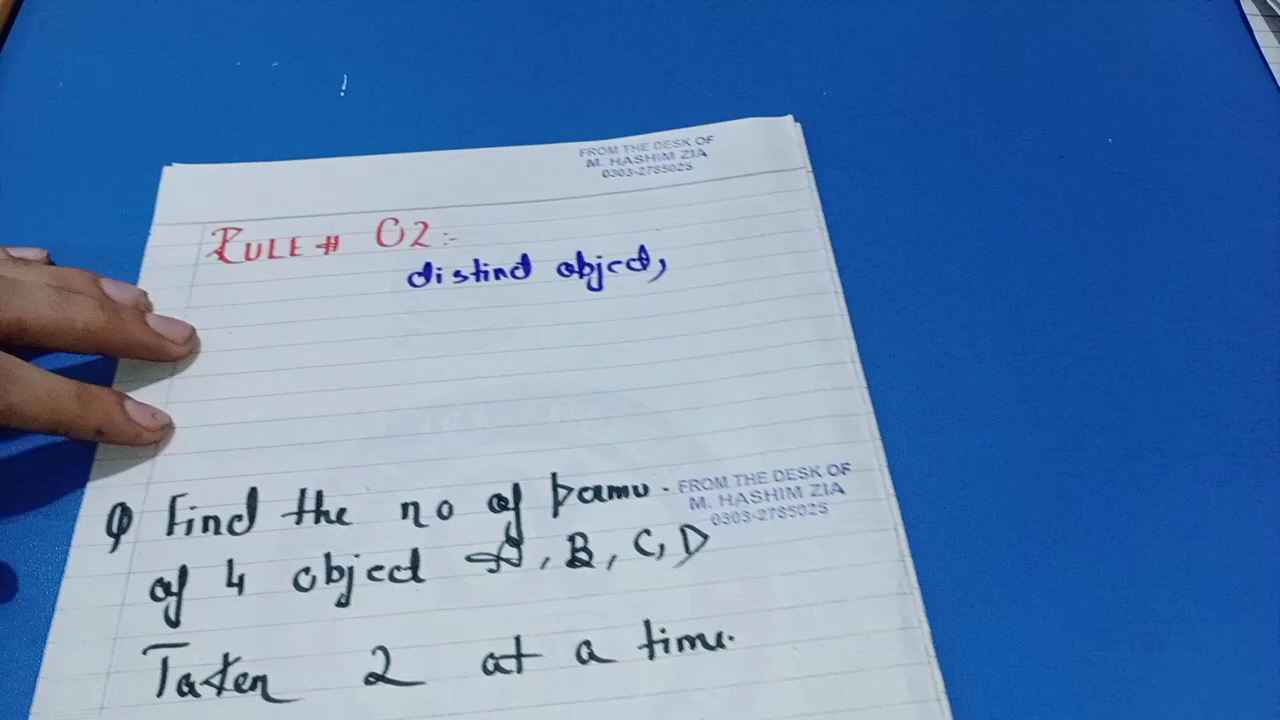 FROM THE DESK OF
M. HASHIM ZIA
0303-2785025
RULE # 02:-
distinct object,
Q Find the no of pamu.
FROM THE DESK OF
M. HASHIM ZIA
0303-2785025
of 4 object A, B, C, D
Taken 2 at a time.